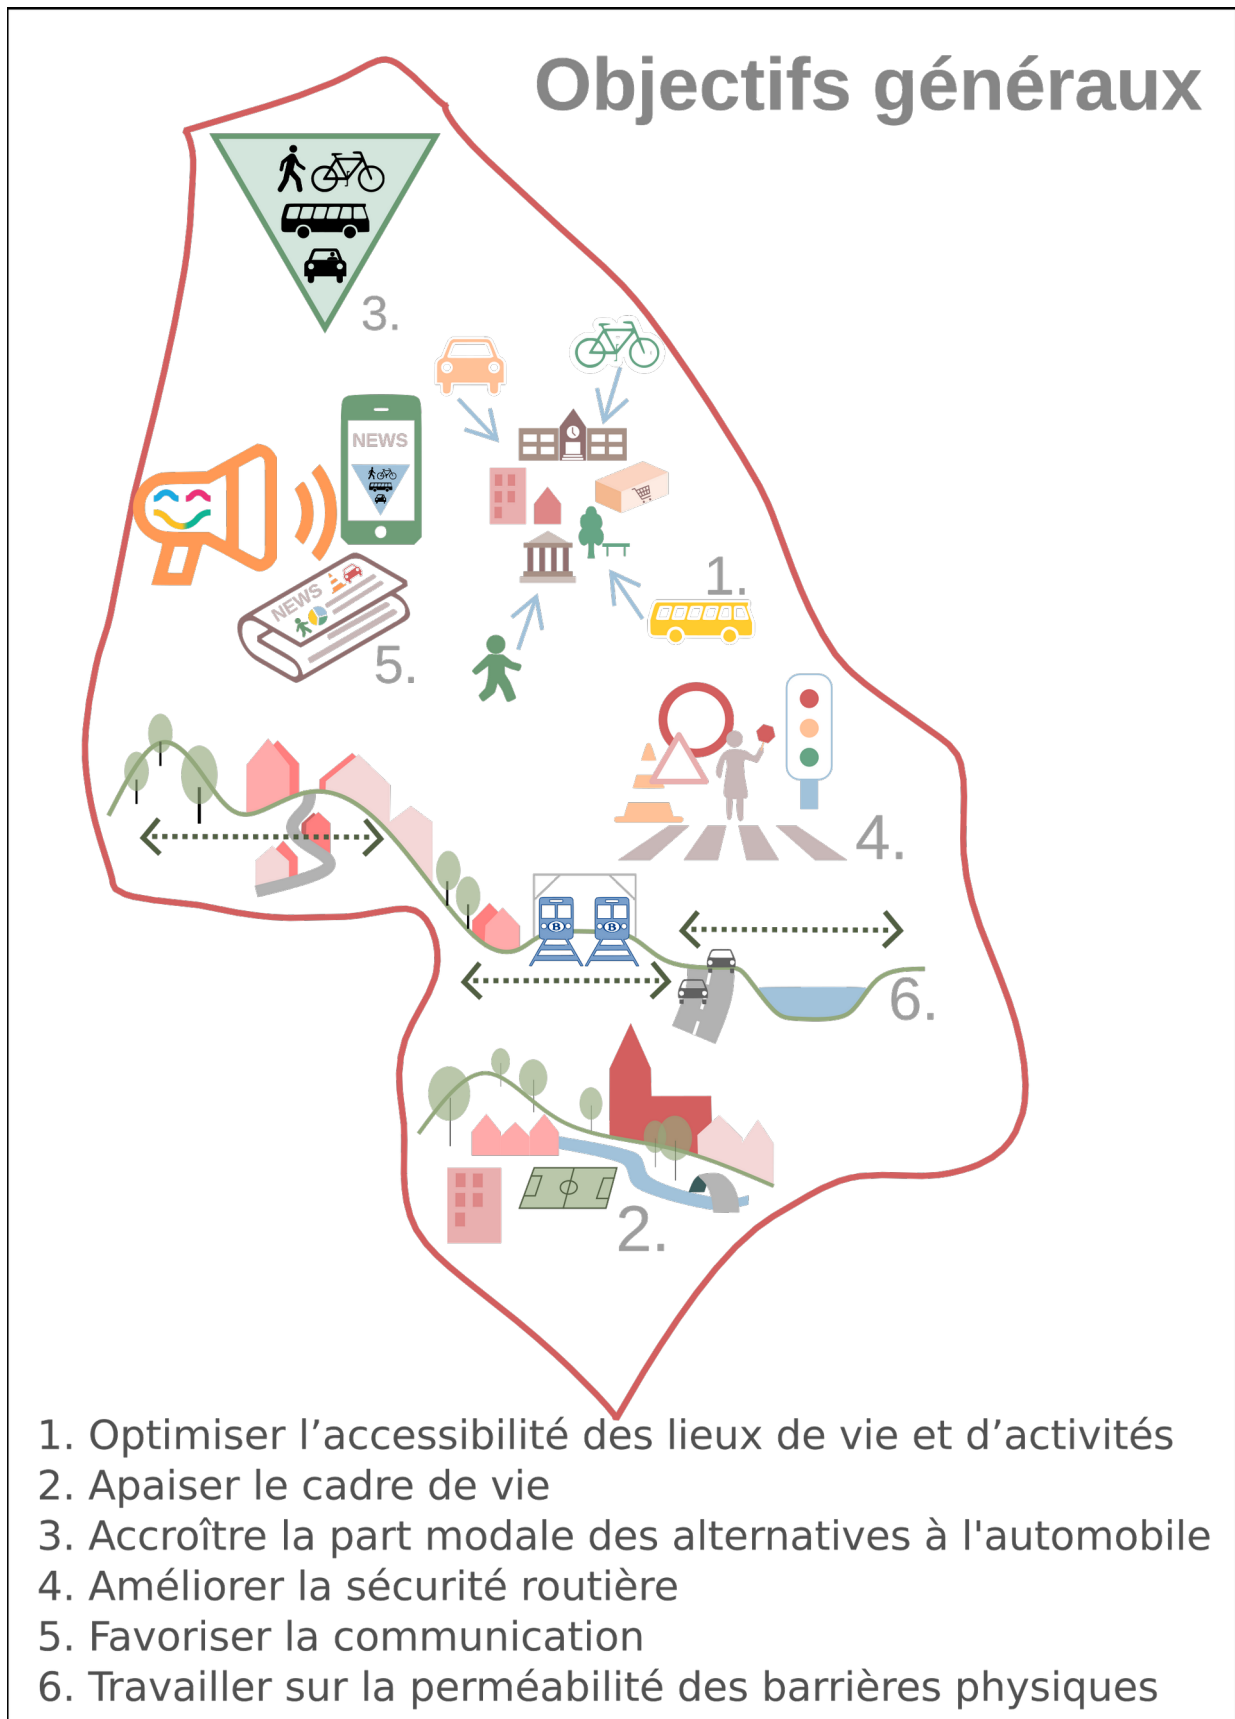 Objectifs généraux
3.
NEWS
NEWS
1.
5.
4.
B
B
6.
2.
1. Optimiser l’accessibilité des lieux de vie et d’activités
2. Apaiser le cadre de vie
3. Accroître la part modale des alternatives à l'automobile
4. Améliorer la sécurité routière
5. Favoriser la communication
6. Travailler sur la perméabilité des barrières physiques